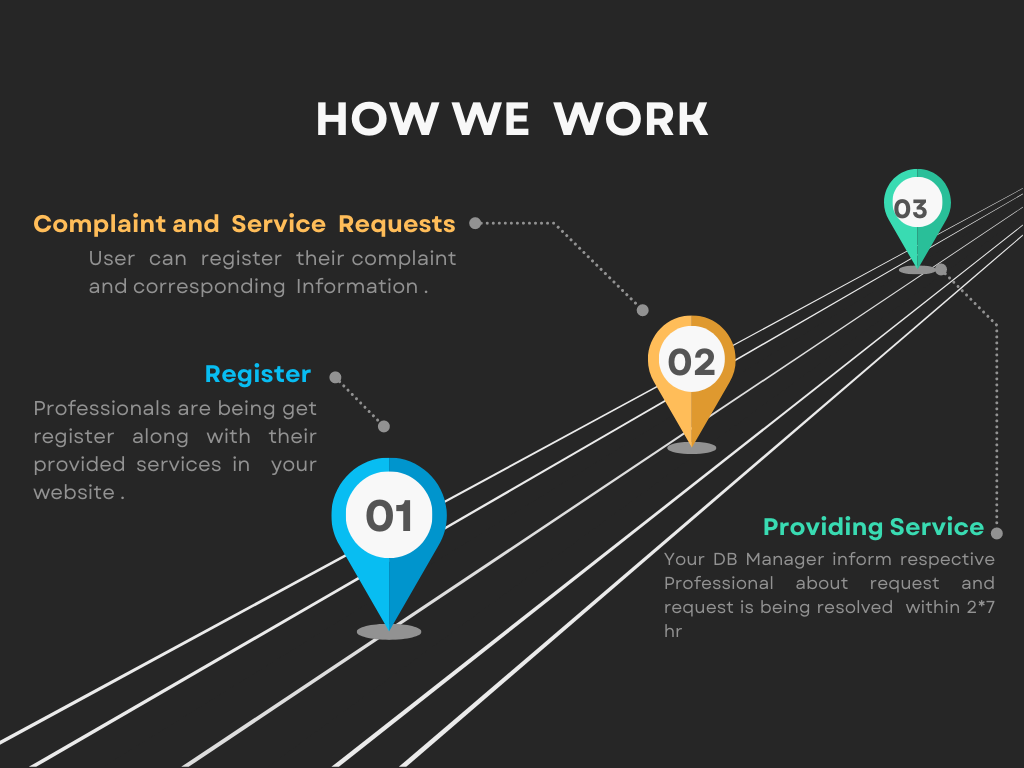 HOW WE WORK
Complaint and Service Requests
User can register their complaint
and corresponding Information .
Register
Professionals are being get
register along with their
provided services in your
website .
01
02
03
Providing Service
Your DB Manager inform respective
Professional about request and
request is being resolved within 2*7
hr